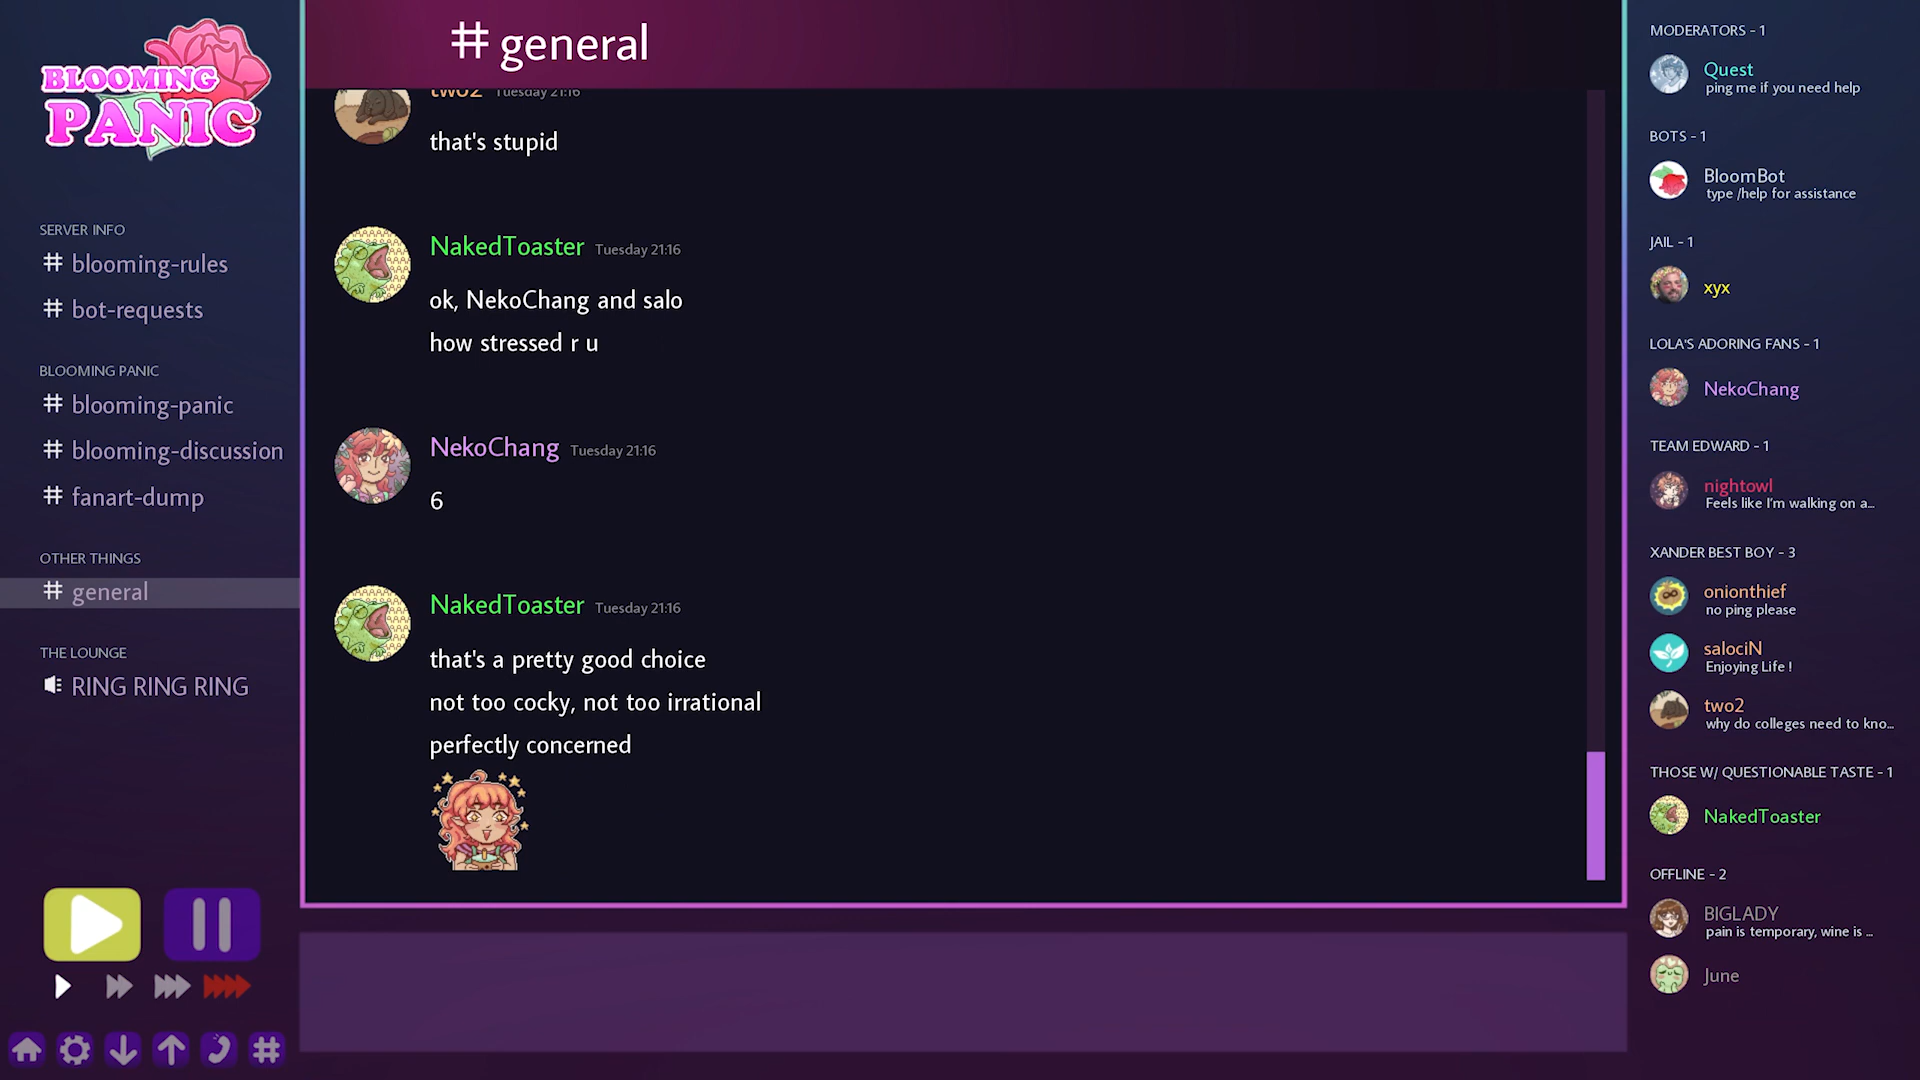 BLOOMING
PANIC
SERVER INFO
# blooming-rules
# bot-requests
BLOOMING PANIC
# blooming-panic
# blooming-discussion
# fanart-dump
OTHER THINGS
# general
THE LOUNGE
RING RING RING
# general
two2 Tuesday 21:16
that's stupid
NakedToaster Tuesday 21:16
ok, NekoChang and salo
how stressed r u
NekoChang Tuesday 21:16
6
NakedToaster Tuesday 21:16
that's a pretty good choice
not too cocky, not too irrational
perfectly concerned
MODERATORS - 1
Quest
ping me if you need help
BOTS - 1
BloomBot
type /help for assistance
JAIL - 1
xyx
LOLA'S ADORING FANS - 1
NekoChang
TEAM EDWARD - 1
nightowl
Feels like I'm walking on a...
XANDER BEST BOY - 3
onionthief
no ping please
salociN
Enjoying Life !
two2
why do colleges need to kno...
THOSE W/ QUESTIONABLE TASTE - 1
NakedToaster
OFFLINE - 2
BIGLADY
pain is temporary, wine is ...
June